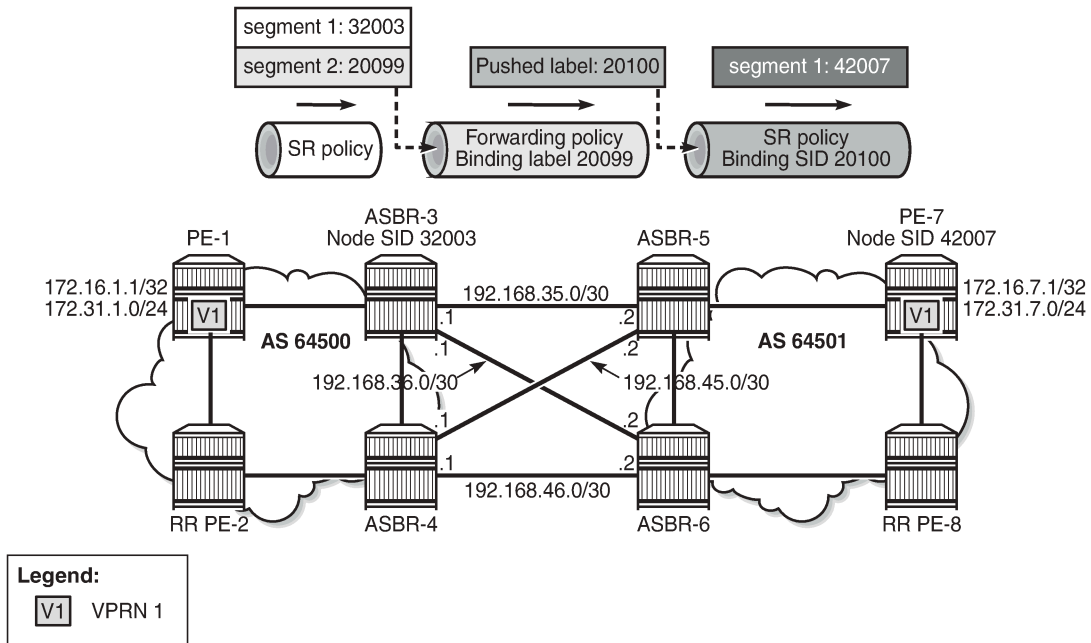 segment 1: 32003
segment 2: 20099
Pushed label: 20100
segment 1: 42007
SR policy
Forwarding policy
Binding label 20099
SR policy
Binding SID 20100
PE-1
ASBR-3
Node SID 32003
ASBR-5
PE-7
Node SID 42007
172.16.1.1/32
172.31.1.0/24
V1
AS 64500
192.168.35.0/30
.1
.2
.1
.2
AS 64501
V1
172.16.7.1/32
172.31.7.0/24
192.168.36.0/30
192.168.45.0/30
.1
.2
.1
.2
192.168.46.0/30
RR PE-2
ASBR-4
ASBR-6
RR PE-8
Legend:
V1
VPRN 1